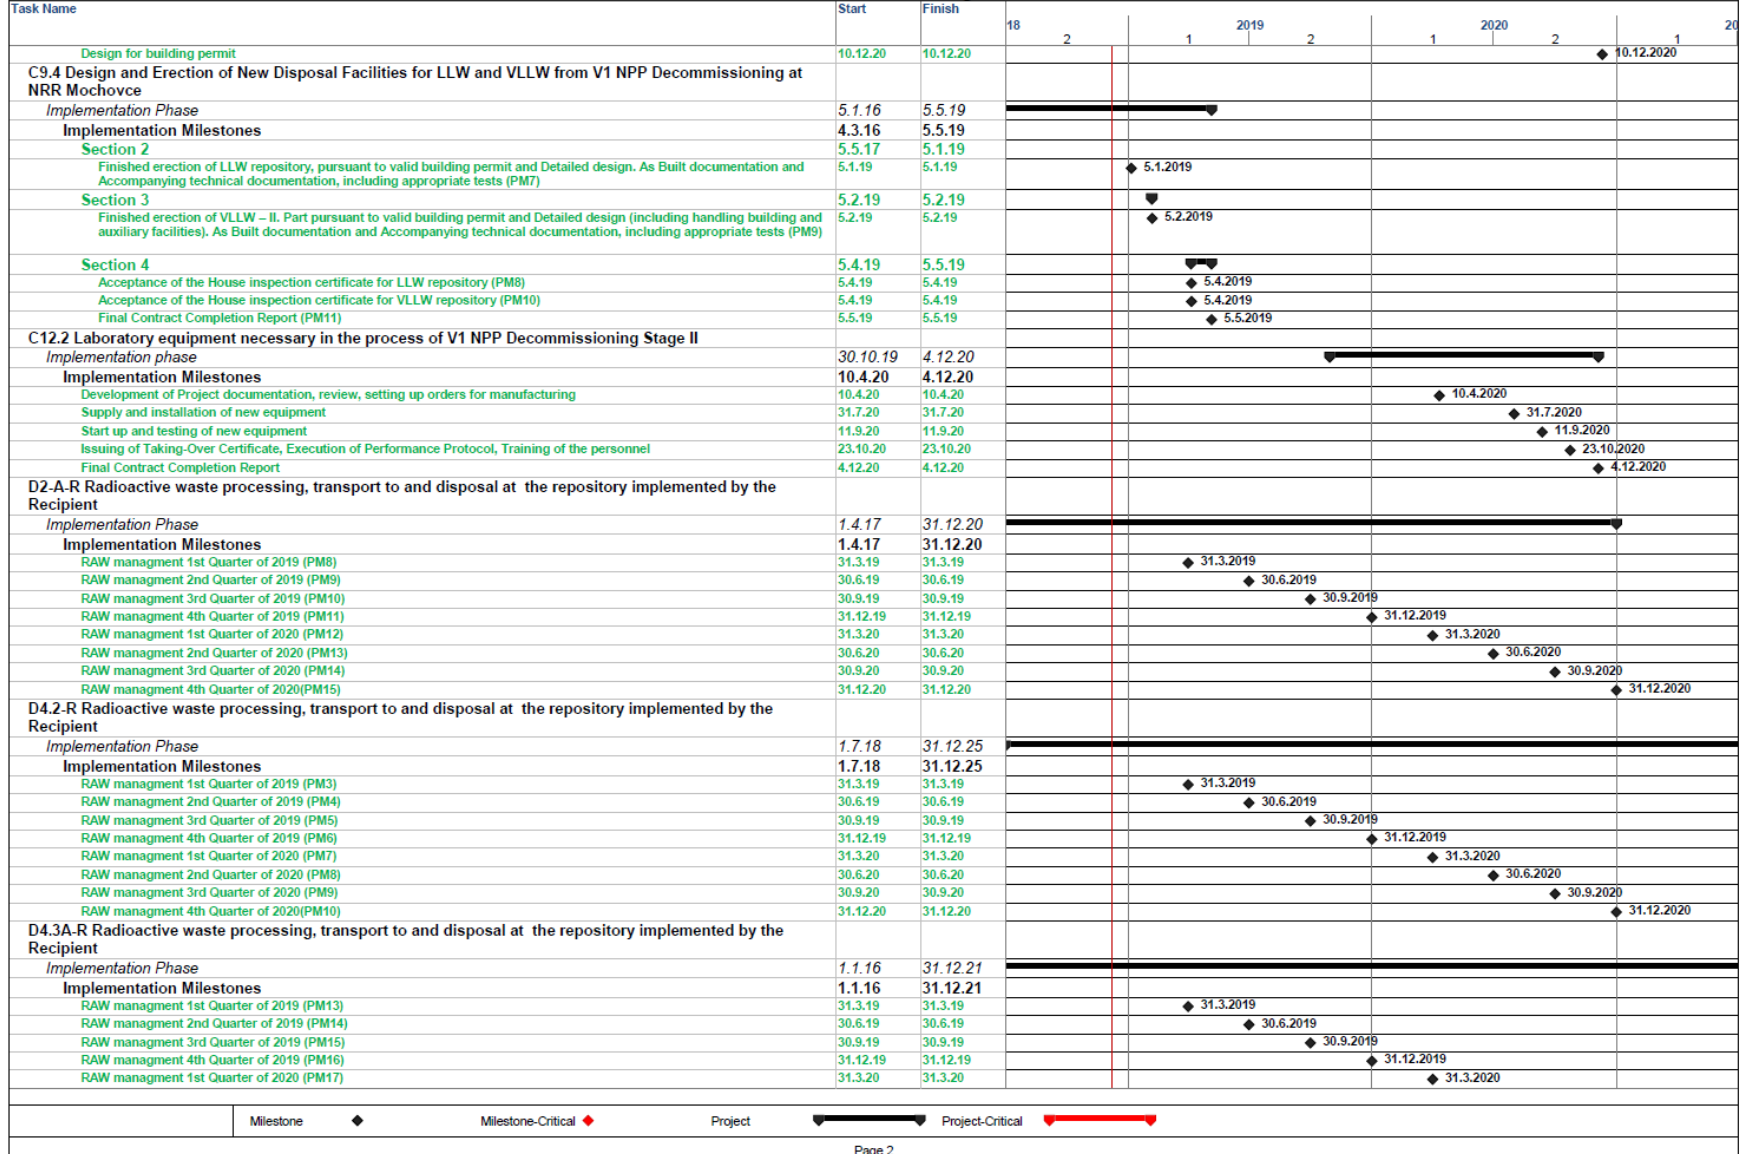 Task Name Start Finish
18 2019 2020 20
2 1 2 1 2 1
Design for building permit 10.12.20 10.12.20 10.12.2020
C9.4 Design and Erection of New Disposal Facilities for LLW and VLLW from V1 NPP Decommissioning at
NRR Mochovce
Implementation Phase 5.1.16 5.5.19
Implementation Milestones 4.3.16 5.5.19
Section 2 5.5.17 5.1.19
Finished erection of LLW repository, pursuant to valid building permit and Detailed design. As Built documentation and 5.1.19 5.1.19 5.1.2019
Accompanying technical documentation, including appropriate tests (PM7)
Section 3 5.2.19 5.2.19
Finished erection of VLLW – II. Part pursuant to valid building permit and Detailed design (including handling building and 5.2.19 5.2.19 5.2.2019
auxiliary facilities). As Built documentation and Accompanying technical documentation, including appropriate tests (PM9)
Section 4 5.4.19 5.5.19
Acceptance of the House inspection certificate for LLW repository (PM8) 5.4.19 5.4.19 5.4.2019
Acceptance of the House inspection certificate for VLLW repository (PM10) 5.4.19 5.4.19 5.4.2019
Final Contract Completion Report (PM11) 5.5.19 5.5.19 5.5.2019
C12.2 Laboratory equipment necessary in the process of V1 NPP Decommissioning Stage II
Implementation phase 30.10.19 4.12.20
Implementation Milestones 10.4.20 4.12.20
Development of Project documentation, review, setting up orders for manufacturing 10.4.20 10.4.20 10.4.2020
Supply and installation of new equipment 31.7.20 31.7.20 31.7.2020
Start up and testing of new equipment 11.9.20 11.9.20 11.9.2020
Issuing of Taking-Over Certificate, Execution of Performance Protocol, Training of the personnel 23.10.20 23.10.20 23.10.2020
Final Contract Completion Report 4.12.20 4.12.20 4.12.2020
D2-A-R Radioactive waste processing, transport to and disposal at the repository implemented by the
Recipient
Implementation Phase 1.4.17 31.12.20
Implementation Milestones 1.4.17 31.12.20
RAW managment 1st Quarter of 2019 (PM8) 31.3.19 31.3.19 31.3.2019
RAW managment 2nd Quarter of 2019 (PM9) 30.6.19 30.6.19 30.6.2019
RAW managment 3rd Quarter of 2019 (PM10) 30.9.19 30.9.19 30.9.2019
RAW managment 4th Quarter of 2019 (PM11) 31.12.19 31.12.19 31.12.2019
RAW managment 1st Quarter of 2020 (PM12) 31.3.20 31.3.20 31.3.2020
RAW managment 2nd Quarter of 2020 (PM13) 30.6.20 30.6.20 30.6.2020
RAW managment 3rd Quarter of 2020 (PM14) 30.9.20 30.9.20 30.9.2020
RAW managment 4th Quarter of 2020(PM15) 31.12.20 31.12.20 31.12.2020
D4.2-R Radioactive waste processing, transport to and disposal at the repository implemented by the
Recipient
Implementation Phase 1.7.18 31.12.25
Implementation Milestones 1.7.18 31.12.25
RAW managment 1st Quarter of 2019 (PM3) 31.3.19 31.3.19 31.3.2019
RAW managment 2nd Quarter of 2019 (PM4) 30.6.19 30.6.19 30.6.2019
RAW managment 3rd Quarter of 2019 (PM5) 30.9.19 30.9.19 30.9.2019
RAW managment 4th Quarter of 2019 (PM6) 31.12.19 31.12.19 31.12.2019
RAW managment 1st Quarter of 2020 (PM7) 31.3.20 31.3.20 31.3.2020
RAW managment 2nd Quarter of 2020 (PM8) 30.6.20 30.6.20 30.6.2020
RAW managment 3rd Quarter of 2020 (PM9) 30.9.20 30.9.20 30.9.2020
RAW managment 4th Quarter of 2020(PM10) 31.12.20 31.12.20 31.12.2020
D4.3A-R Radioactive waste processing, transport to and disposal at the repository implemented by the
Recipient
Implementation Phase 1.1.16 31.12.21
Implementation Milestones 1.1.16 31.12.21
RAW managment 1st Quarter of 2019 (PM13) 31.3.19 31.3.19 31.3.2019
RAW managment 2nd Quarter of 2019 (PM14) 30.6.19 30.6.19 30.6.2019
RAW managment 3rd Quarter of 2019 (PM15) 30.9.19 30.9.19 30.9.2019
RAW managment 4th Quarter of 2019 (PM16) 31.12.19 31.12.19 31.12.2019
RAW managment 1st Quarter of 2020 (PM17) 31.3.20 31.3.20 31.3.2020
Milestone Milestone-Critical Project Project-Critical
Page 2